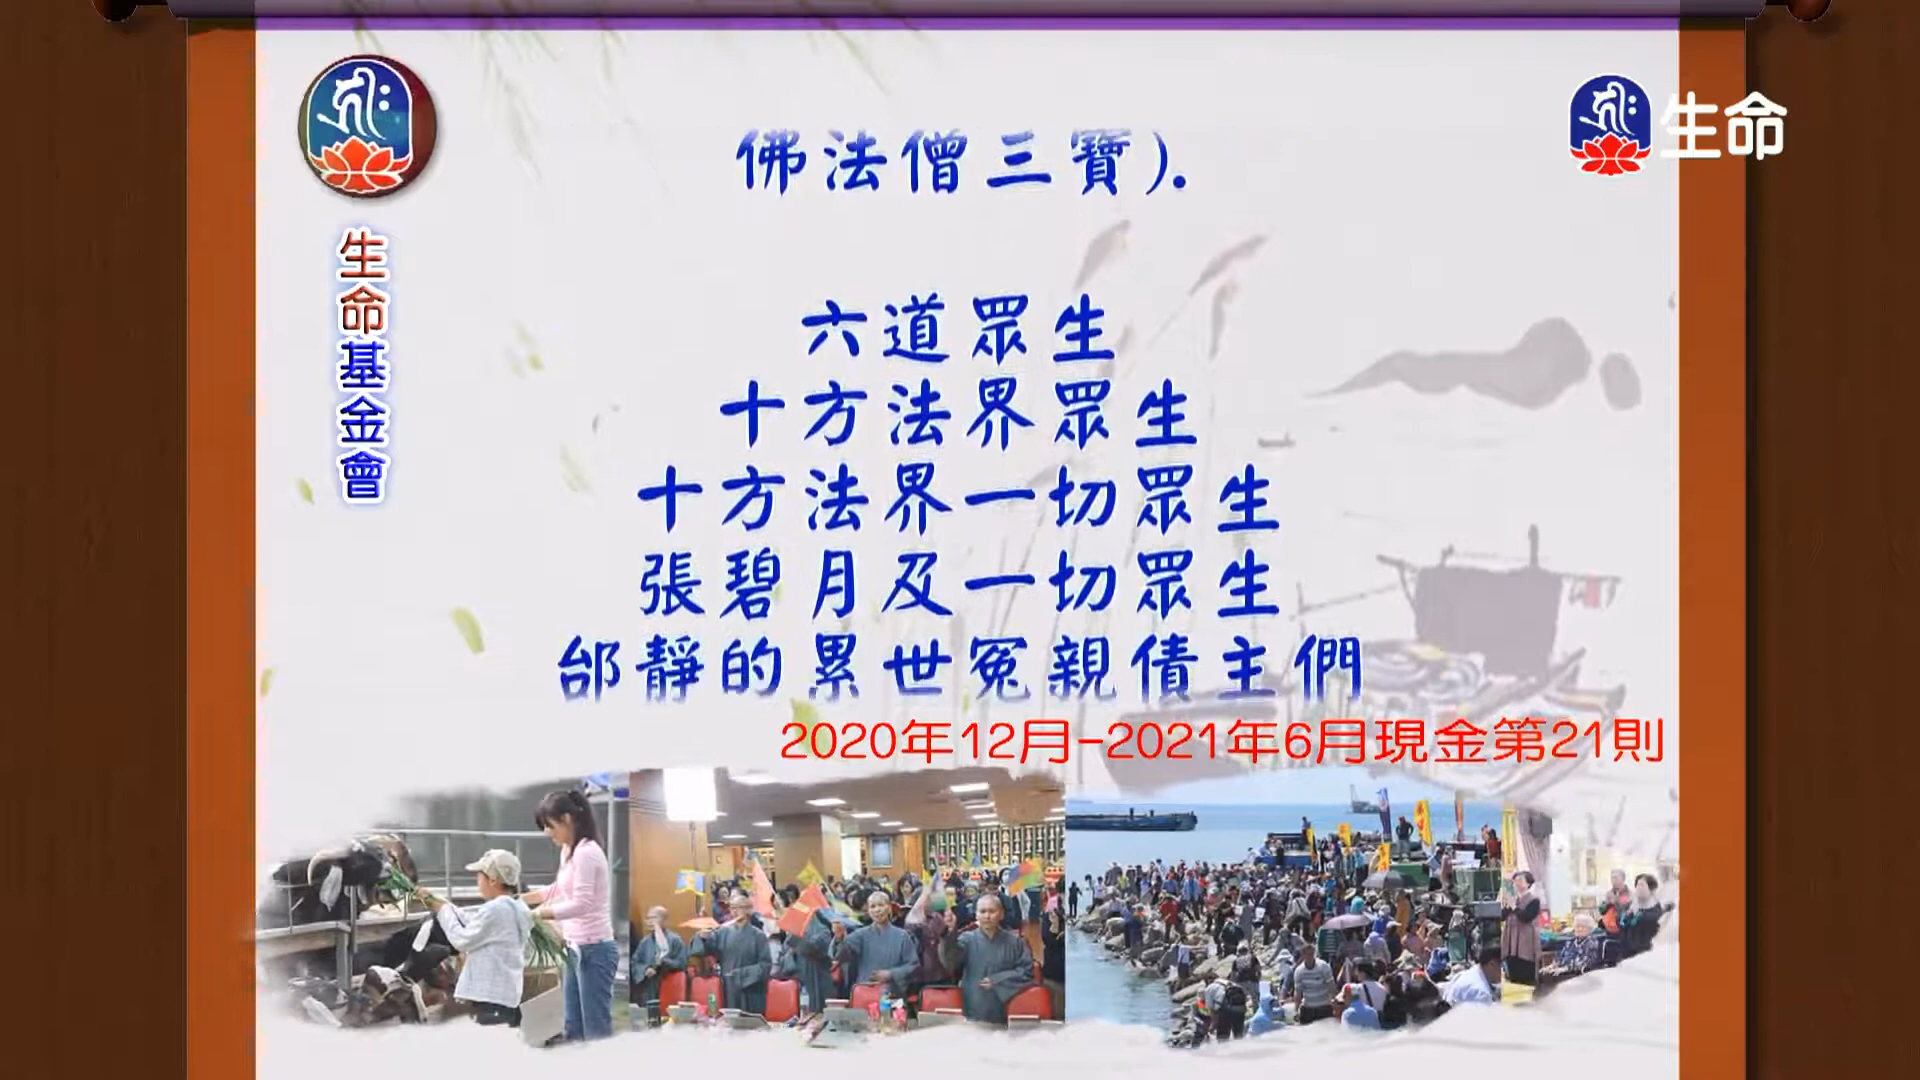 生命
生命基金會
佛法僧三寶).
六道眾生
十方法界眾生
十方法界一切眾生
張碧月及一切眾生
邰靜的累世冤親債主們
2020年12月-2021年6月現金第21則